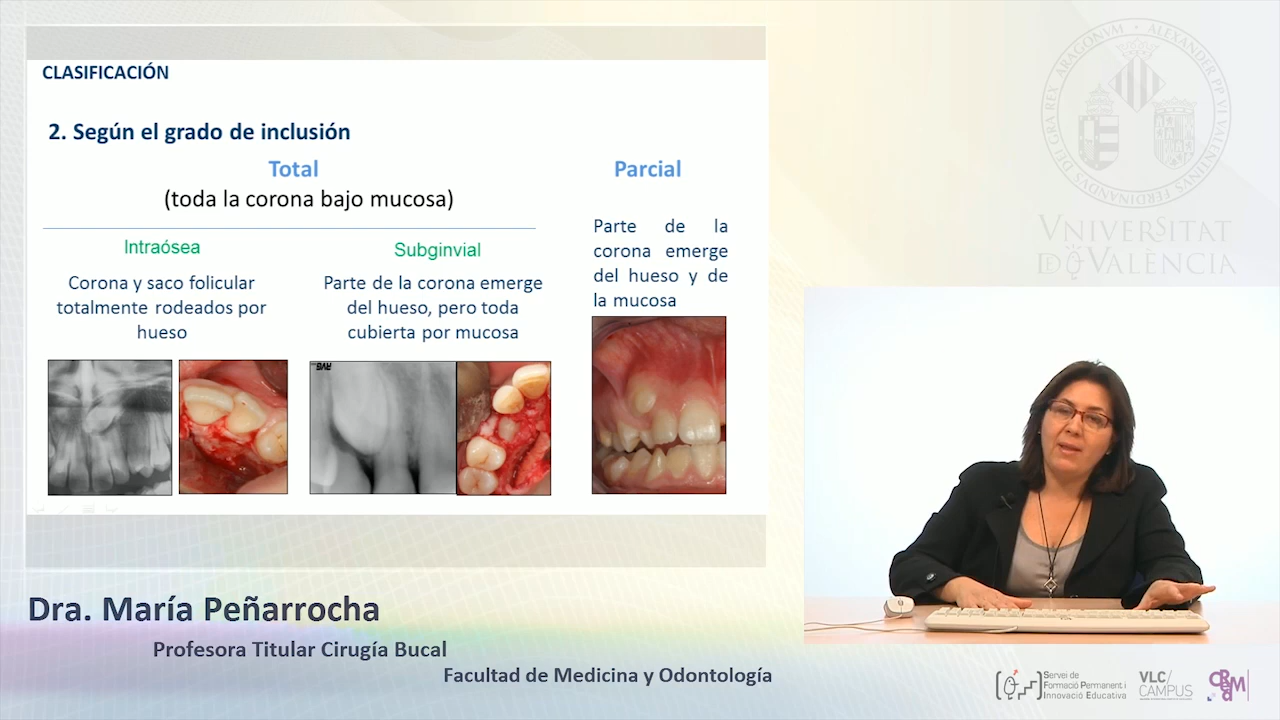 CLASIFICACIÓN
2. Según el grado de inclusión
Total
(toda la corona bajo mucosa)
Intraósea
Corona y saco folicular
totalmente rodeados por
hueso
Subginvial
Parte de la corona emerge
del hueso, pero toda
cubierta por mucosa
Parcial
Parte de la
corona emerge
del hueso y de
la mucosa
RVG
Dra. María Peñarrocha
Profesora Titular Cirugía Bucal
Facultad de Medicina y Odontología
VNIVERSITAT
DE VALÈNCIA
Servei de
Formació Permanent i
Innovació Educativa
VLC/
CAMPUS